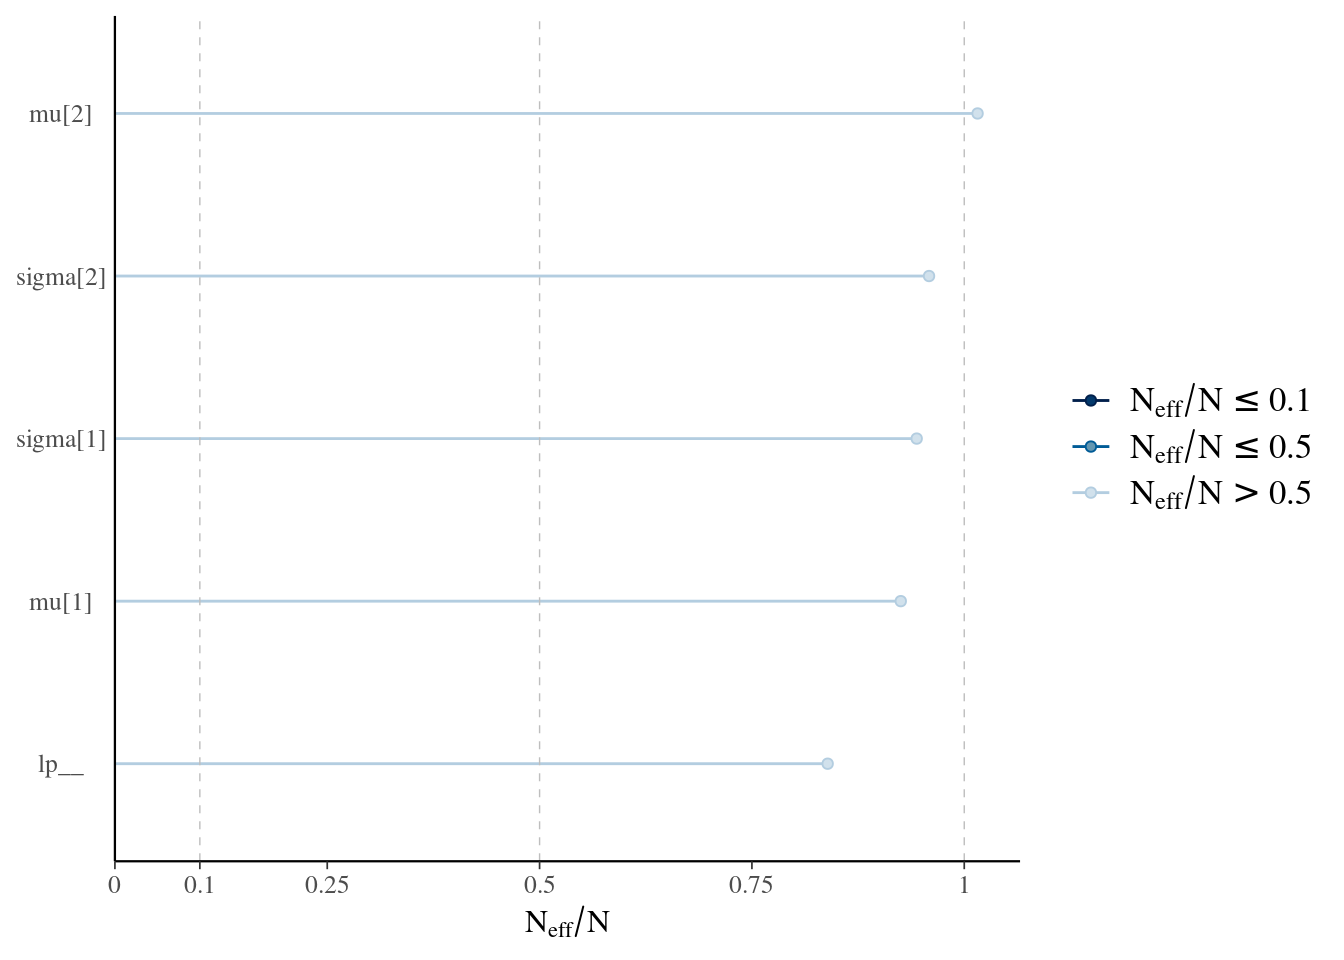 mu[2]
sigma[2]
sigma[1]
mu[1]
lp__
0 0.1 0.25 0.5 0.75 1
Neff/N
Neff/N ≤ 0.1
Neff/N ≤ 0.5
Neff/N > 0.5